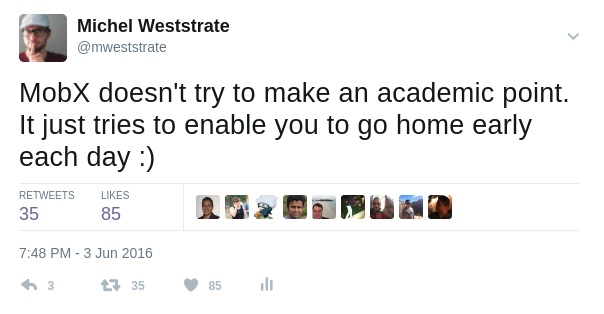 Michel Weststrate
@mweststrate
MobX doesn't try to make an academic point.
It just tries to enable you to go home early
each day :)
RETWEETS LIKES
35 85
7:48 PM - 3 Jun 2016
3 35 85